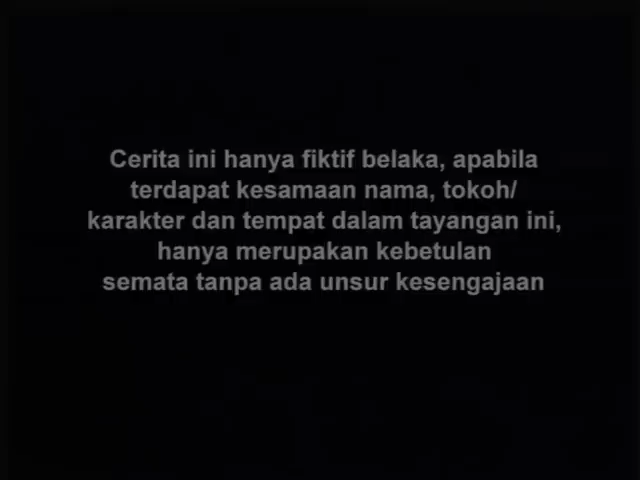 Cerita ini hanya fiktif belaka, apabila
terdapat kesamaan nama, tokoh/
karakter dan tempat dalam tayangan ini,
hanya merupakan kebetulan
semata tanpa ada unsur kesengajaan